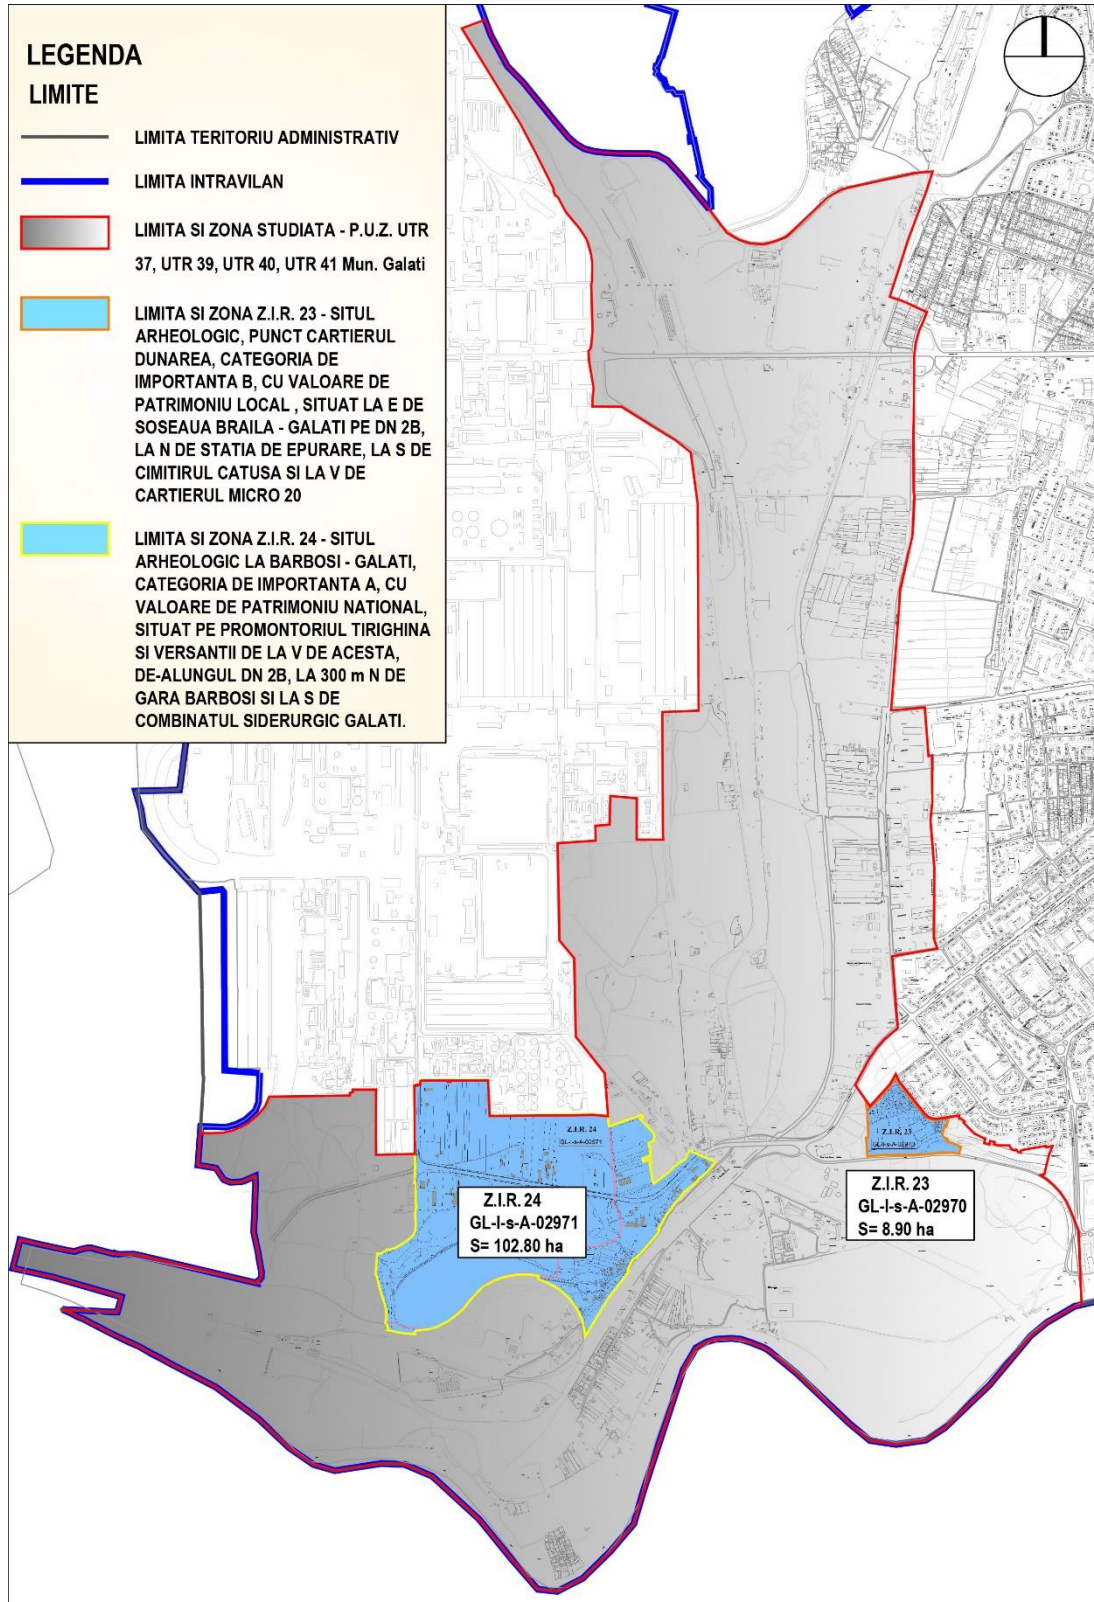 LEGENDA
LIMITE
LIMITA TERITORIU ADMINISTRATIV
LIMITA INTRAVILAN
LIMITA SI ZONA STUDIATA - P.U.Z. UTR
37, UTR 39, UTR 40, UTR 41 Mun. Galati
LIMITA SI ZONA Z.I.R. 23 - SITUL
ARHEOLOGIC, PUNCT CARTIERUL
DUNAREA, CATEGORIA DE
IMPORTANTA B, CU VALOARE DE
PATRIMONIU LOCAL , SITUAT LA E DE
SOSEAUA BRAILA - GALATI PE DN 2B,
LA N DE STATIA DE EPURARE, LA S DE
CIMITIRUL CATUSA SI LA V DE
CARTIERUL MICRO 20
LIMITA SI ZONA Z.I.R. 24 - SITUL
ARHEOLOGIC LA BARBOSI - GALATI,
CATEGORIA DE IMPORTANTA A, CU
VALOARE DE PATRIMONIU NATIONAL,
SITUAT PE PROMONTORIUL TIRIGHINA
SI VERSANTII DE LA V DE ACESTA,
DE-ALUNGUL DN 2B, LA 300 m N DE
GARA BARBOSI SI LA S DE
COMBINATUL SIDERURGIC GALATI.
Z.I.R. 24
GL-I-s-A-02971
Z.I.R. 23
Z.I.R. 24
GL-I-s-A-02971
S= 102.80 ha
Z.I.R. 23
GL-I-s-A-02970
S= 8.90 ha